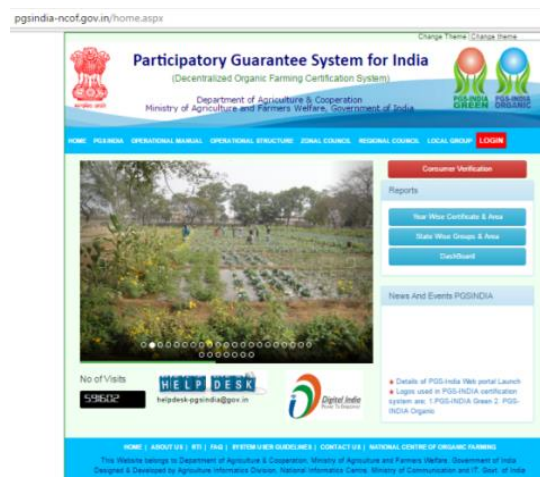 pgsindia-ncof.gov.in/home.aspx
Change Theme Change theme
Participatory Guarantee System for India
(Decentralized Organic Farming Certification System)
Department of Agriculture & Cooperation
Ministry of Agriculture and Farmers Welfare, Government of India
PGS-INDIA GREEN
PGS-INDIA ORGANIC
HOME PGSINDIA OPERATIONAL MANUAL OPERATIONAL STRUCTURE ZONAL COUNCIL REGIONAL COUNCIL LOCAL GROUP LOGIN
Consumer Verification
Reports
Year Wise Certificate & Area
State Wise Groups & Area
DashBoard
News And Events PGSINDIA
Details of PGS-India Web portal Launch
Logos used in PGS-INDIA certification
system are: 1.PGS-INDIA Green 2. PGS-
INDIA Organic
No of Visits
591602
HELP DESK
helpdesk-pgsindia@gov.in
Digital India
Power To Empower
HOME | ABOUT US | RTI | FAQ | SYSTEM USER GUIDELINES | CONTACT US | NATIONAL CENTRE OF ORGANIC FARMING
This Website belongs to Department of Agriculture & Cooperation, Ministry of Agriculture and Farmers Welfare, Government of India
Designed & Developed by Agriculture Informatics Division, National Informatics Centre, Ministry of Communication and IT, Govt. of India